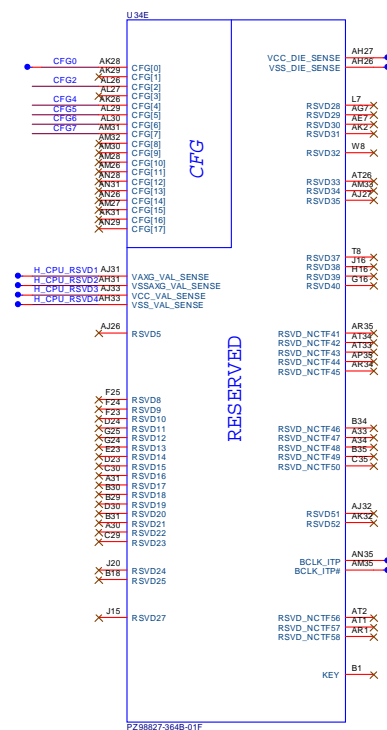 U34E
CFG0 AK28 CFG[0]
AK29 CFG[1]
CFG2 AL26 CFG[2]
AL27 CFG[3]
CFG4 AK26 CFG[4]
CFG5 AL29 CFG[5]
CFG6 AL30 CFG[6]
CFG7 AM31 CFG[7]
AM32 CFG[8]
AM30 CFG[9]
AM28 CFG[10]
AM26 CFG[11]
AN28 CFG[12]
AN31 CFG[13]
AN26 CFG[14]
AM27 CFG[15]
AK31 CFG[16]
AN29 CFG[17]
CFG
H_CPU_RSVD1 AJ31 VAXG_VAL_SENSE
H_CPU_RSVD2 AH31 VSSAXG_VAL_SENSE
H_CPU_RSVD3 AJ33 VCC_VAL_SENSE
H_CPU_RSVD4 AH33 VSS_VAL_SENSE
AJ26 RSVD5
RESERVED
F25 RSVD8
F24 RSVD9
F23 RSVD10
D24 RSVD11
G25 RSVD12
G24 RSVD13
E23 RSVD14
D23 RSVD15
C30 RSVD16
A31 RSVD17
B30 RSVD18
B29 RSVD19
D30 RSVD20
B31 RSVD21
A30 RSVD22
C29 RSVD23
J20 RSVD24
B18 RSVD25
J15 RSVD27
VCC_DIE_SENSE AH27
VSS_DIE_SENSE AH26
RSVD28 L7
RSVD29 AG7
RSVD30 AE7
RSVD31 AK2
RSVD32 W8
RSVD33 AT26
RSVD34 AM33
RSVD35 AJ27
RSVD37 T8
RSVD38 J16
RSVD39 H16
RSVD40 G16
RSVD_NCTF41 AR35
RSVD_NCTF42 AT34
RSVD_NCTF43 AT33
RSVD_NCTF44 AP35
RSVD_NCTF45 AR34
RSVD_NCTF46 B34
RSVD_NCTF47 A33
RSVD_NCTF48 A34
RSVD_NCTF49 B35
RSVD_NCTF50 C35
RSVD51 AJ32
RSVD52 AK32
BCLK_ITP AN35
BCLK_ITP# AM35
RSVD_NCTF56 AT2
RSVD_NCTF57 AT1
RSVD_NCTF58 AR1
KEY B1
PZ98827-364B-01F